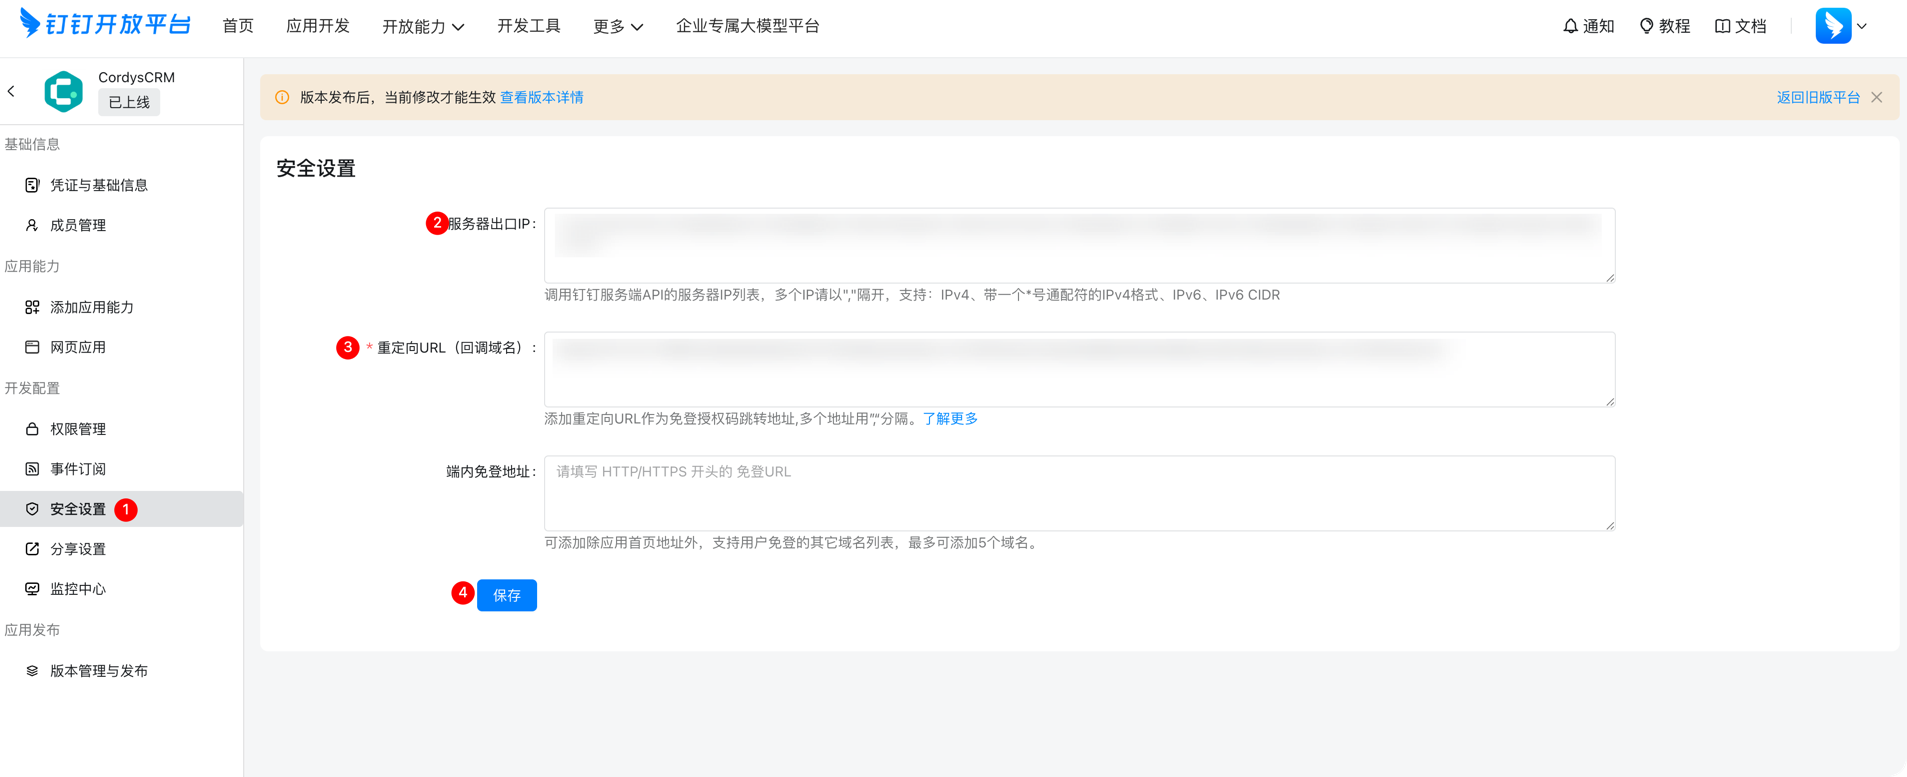 钉钉开放平台 首页 应用开发 开放能力 开发工具 更多 企业专属大模型平台 通知 教程 文档
CordysCRM
已上线
版本发布后，当前修改才能生效 查看版本详情 返回旧版平台
基础信息
凭证与基础信息
成员管理
应用能力
添加应用能力
网页应用
开发配置
权限管理
事件订阅
安全设置 1
分享设置
监控中心
应用发布
版本管理与发布
安全设置
2 服务器出口IP：
调用钉钉服务端API的服务器IP列表，多个IP请以","隔开，支持：IPv4、带一个*号通配符的IPv4格式、IPv6、IPv6 CIDR
3 * 重定向URL（回调域名）：
添加重定向URL作为免登授权码跳转地址,多个地址用”,“分隔。了解更多
端内免登地址：
请填写 HTTP/HTTPS 开头的 免登URL
可添加除应用首页地址外，支持用户免登的其它域名列表，最多可添加5个域名。
4 保存